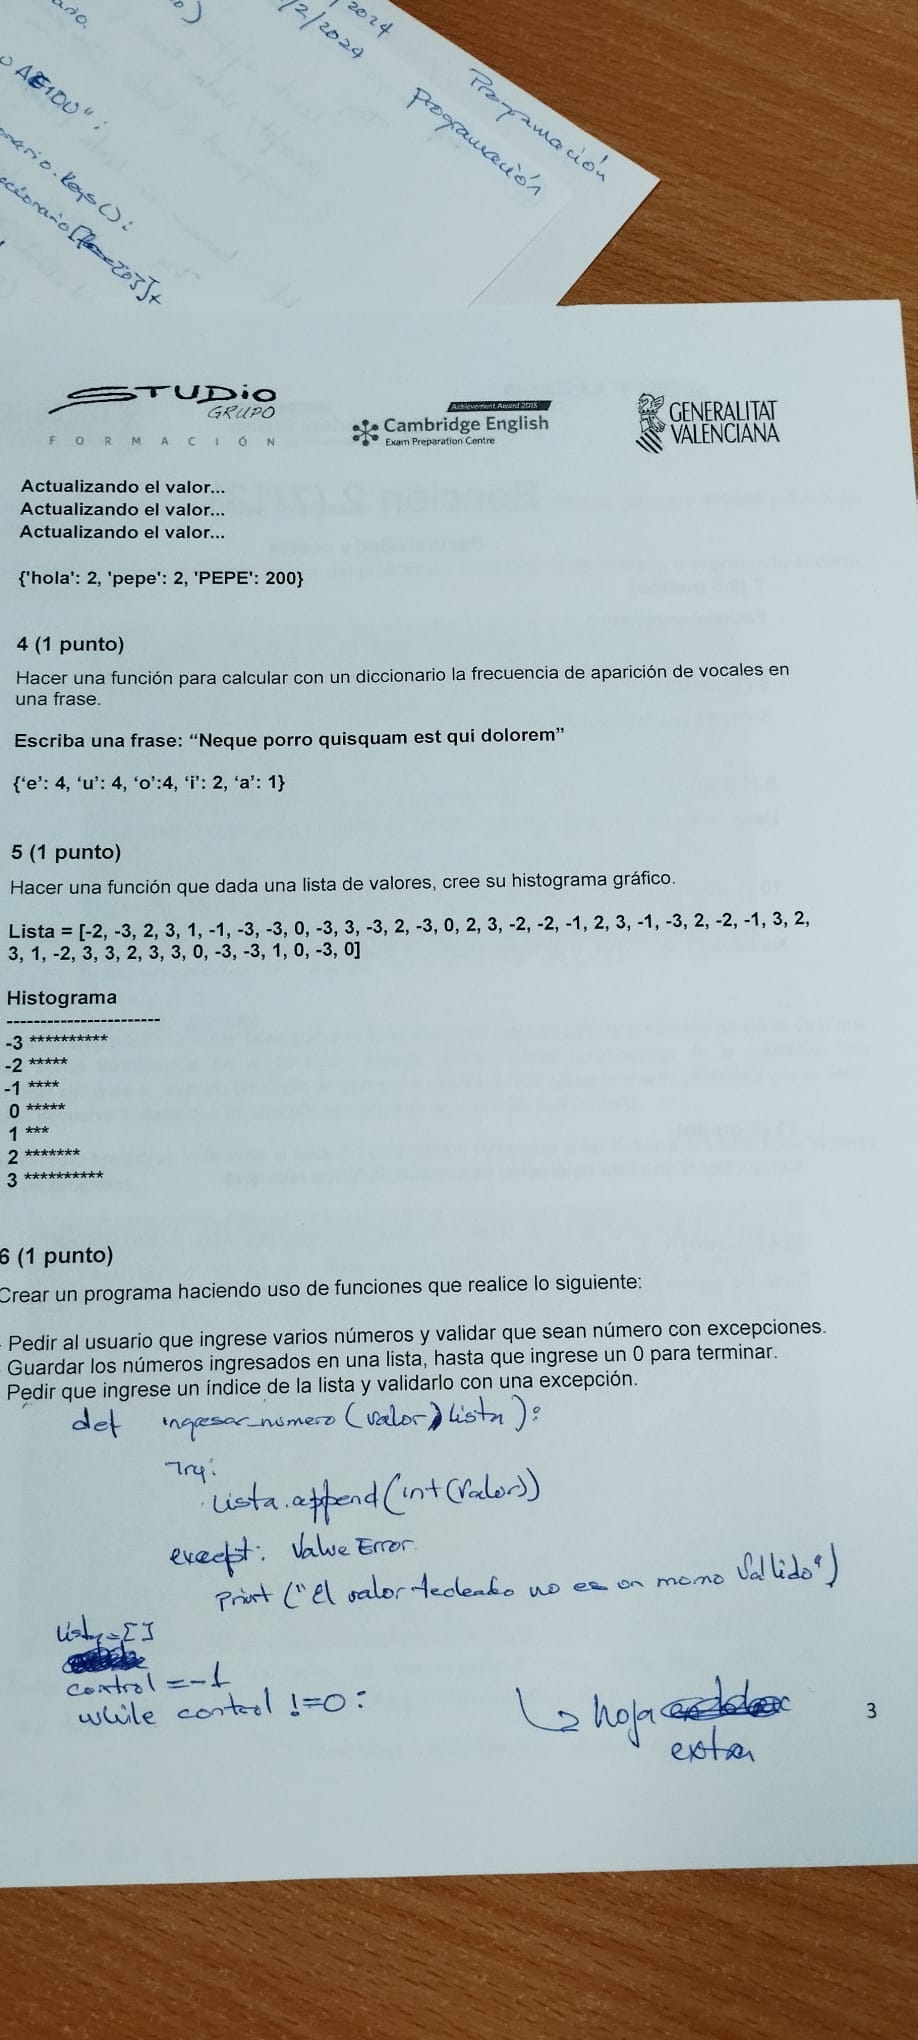 2024
/2/2024
Programación
Programación
AEIOU":
.keys():
STUDiO
GRUPO
FORMACIÓN
Achievement Award 2015
Cambridge English
Exam Preparation Centre
GENERALITAT
VALENCIANA
Actualizando el valor...
Actualizando el valor...
Actualizando el valor...
{'hola': 2, 'pepe': 2, 'PEPE': 200}
4 (1 punto)
Hacer una función para calcular con un diccionario la frecuencia de aparición de vocales en
una frase.
Escriba una frase: “Neque porro quisquam est qui dolorem”
{‘e’: 4, ‘u’: 4, ‘o’:4, ‘i’: 2, ‘a’: 1}
5 (1 punto)
Hacer una función que dada una lista de valores, cree su histograma gráfico.
Lista = [-2, -3, 2, 3, 1, -1, -3, -3, 0, -3, 3, -3, 2, -3, 0, 2, 3, -2, -2, -1, 2, 3, -1, -3, 2, -2, -1, 3, 2,
3, 1, -2, 3, 3, 2, 3, 3, 0, -3, -3, 1, 0, -3, 0]
Histograma
-----------------------
-3 **********
-2 *****
-1 ****
0 *****
1 ***
2 *******
3 **********
6 (1 punto)
Crear un programa haciendo uso de funciones que realice lo siguiente:
- Pedir al usuario que ingrese varios números y validar que sean número con excepciones.
Guardar los números ingresados en una lista, hasta que ingrese un 0 para terminar.
Pedir que ingrese un índice de la lista y validarlo con una excepción.
def ingresar_numero (valor, lista):
Try:
Lista.append(int(valor))
except: Value Error
Print ("el valor tecleado no es un momo Vallido")
lista=[]
control =-1
while control !=0:
↳ hoja
extra
3